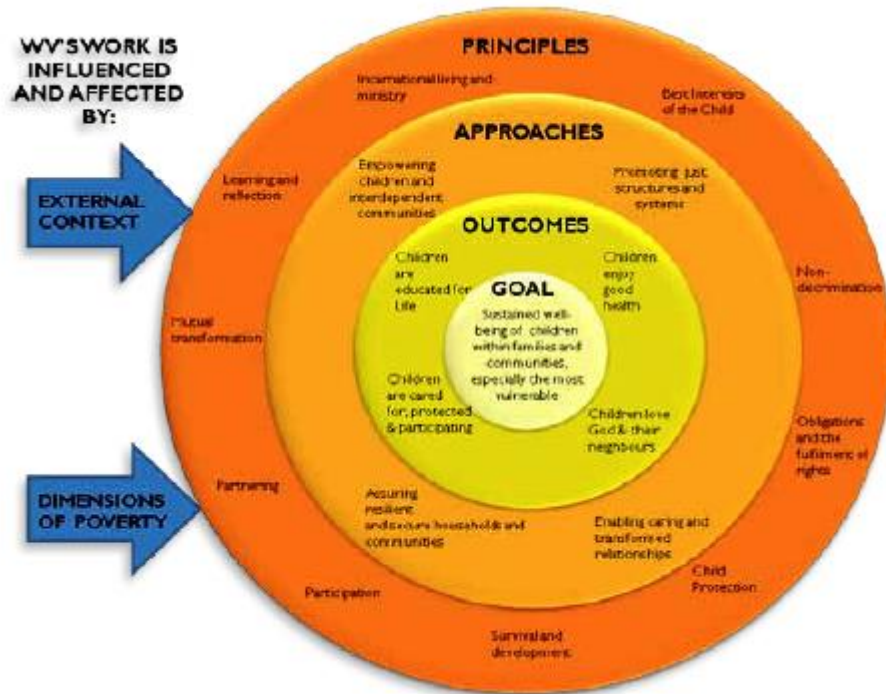 WV'S WORK IS
INFLUENCED
AND AFFECTED
BY:
EXTERNAL
CONTEXT
DIMENSIONS
OF POVERTY
PRINCIPLES
Incarnational living and
ministry
Best Interests
of the Child
Learning and
reflection
Non-
decrimination
Mutual
transformation
Obligations
and the
fulfilment of
rights
Partnering
Child
Protection
Participation
Survival and
development
APPROACHES
Empowering
children and
interdependent
communities
Promoting just
structures and
systems
Assuring
resilient
and secure households and
communities
Enabling caring and
transformed
relationships
OUTCOMES
Children
are
educated for
Life
Children
enjoy
good
health
Children
are cared
for, protected
& participating
Children love
God & their
neighbours
GOAL
Sustained well-
being of children
within families and
communities,
especially the most
vulnerable